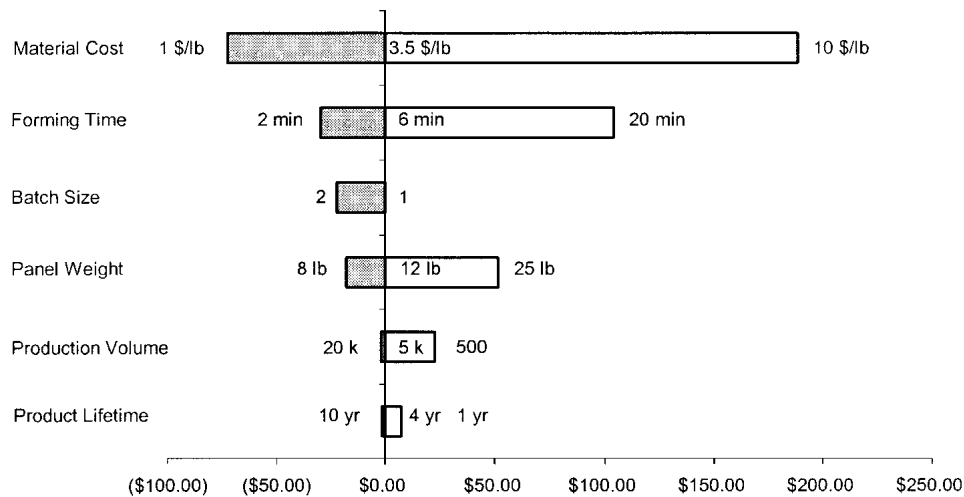 Material Cost 1 $/lb 3.5 $/lb 10 $/lb
Forming Time 2 min 6 min 20 min
Batch Size 2 1
Panel Weight 8 lb 12 lb 25 lb
Production Volume 20 k 5 k 500
Product Lifetime 10 yr 4 yr 1 yr
($100.00) ($50.00) $0.00 $50.00 $100.00 $150.00 $200.00 $250.00